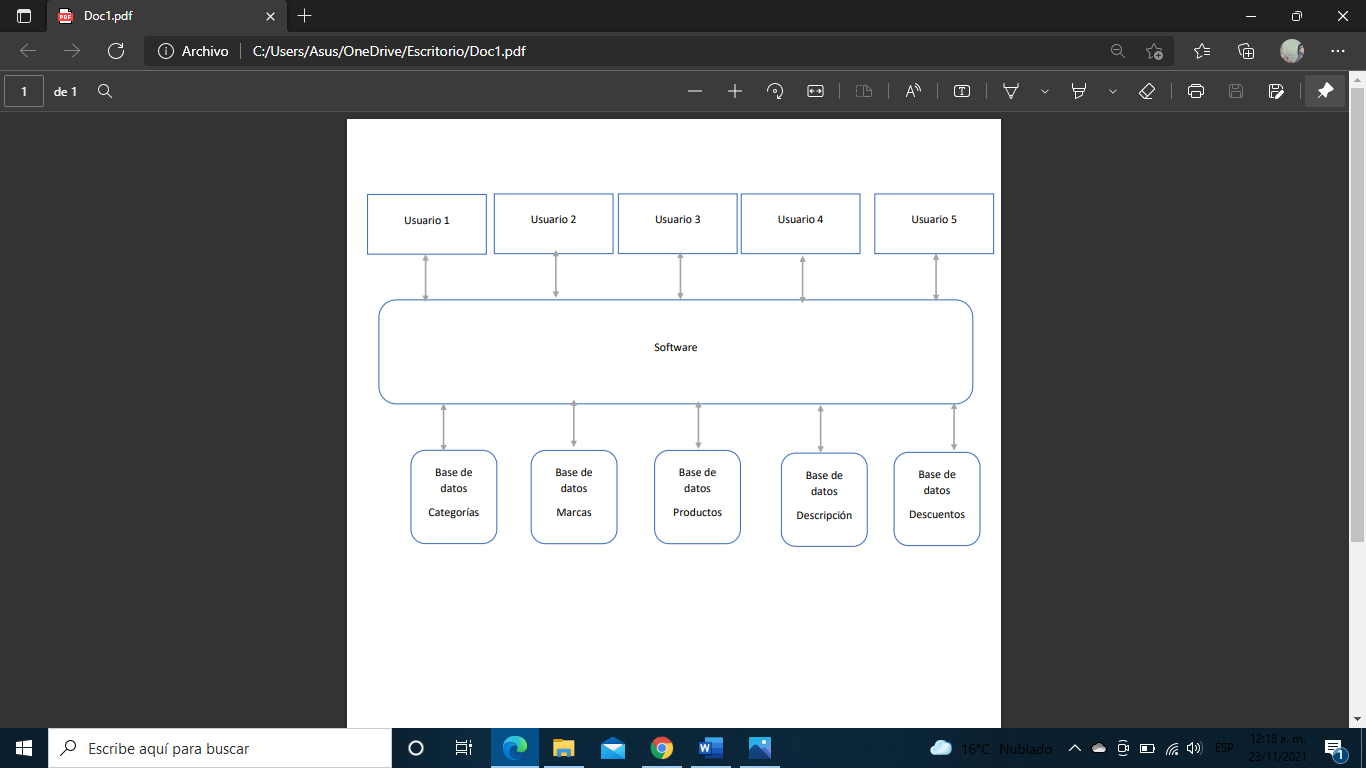 Doc1.pdf
Archivo
C:/Users/Asus/OneDrive/Escritorio/Doc1.pdf
1
de 1
Usuario 1
Usuario 2
Usuario 3
Usuario 4
Usuario 5
Software
Base de
datos
Categorías
Base de
datos
Marcas
Base de
datos
Productos
Base de
datos
Descripción
Base de
datos
Descuentos
Escribe aquí para buscar
16°C Nublado
ESP
12:18 a. m.
23/11/2021
1